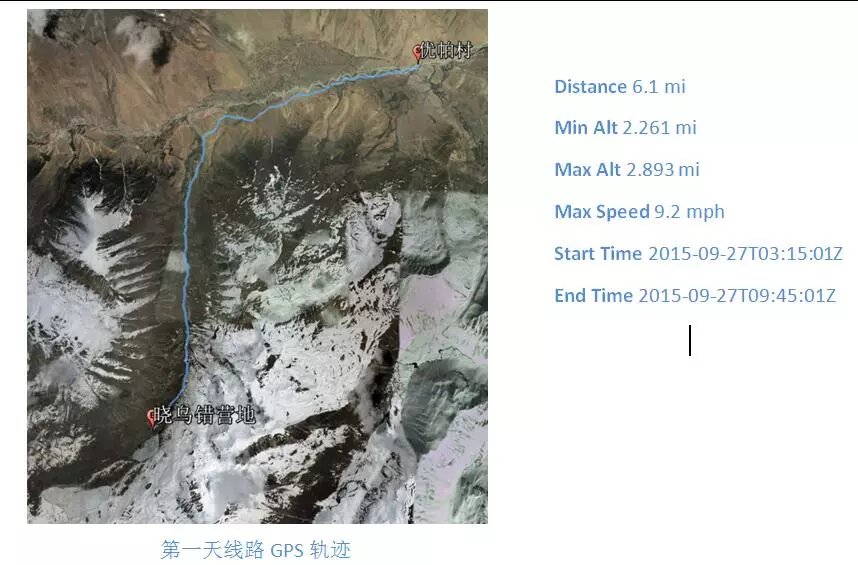 优帕村
Distance 6.1 mi
Min Alt 2.261 mi
Max Alt 2.893 mi
Max Speed 9.2 mph
Start Time 2015-09-27T03:15:01Z
End Time 2015-09-27T09:45:01Z
晓乌错营地
第一天线路 GPS 轨迹